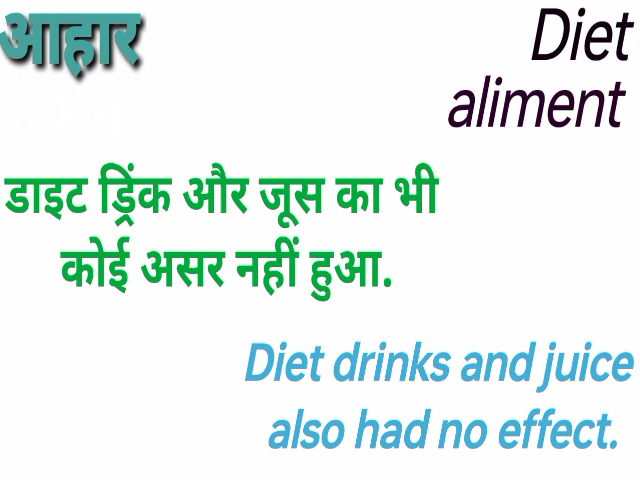 आहार
Diet
aliment
डाइट ड्रिंक और जूस का भी
कोई असर नहीं हुआ.
Diet drinks and juice
also had no effect.